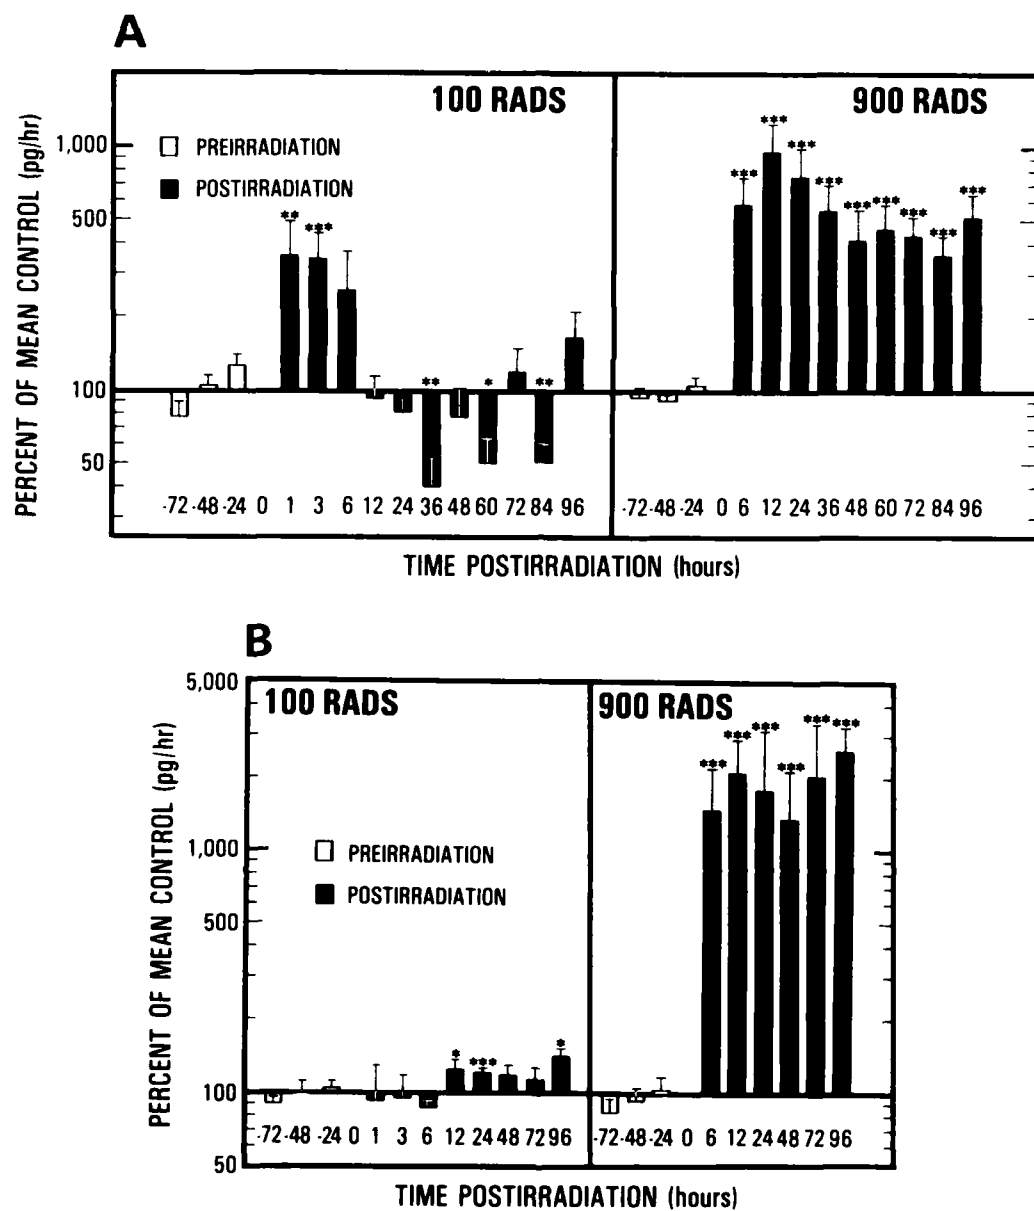 A
100 RADS 900 RADS
1,000
PREIRRADIATION
POSTIRRADIATION
500
** *** *** *** *** *** *** *** *** *** ***
** * **
100
50
-72 -48 -24 0 1 3 6 12 24 36 48 60 72 84 96 -72 -48 -24 0 6 12 24 36 48 60 72 84 96
PERCENT OF MEAN CONTROL (pg/hr)
TIME POSTIRRADIATION (hours)
B
5,000
100 RADS 900 RADS
*** *** *** *** *** ***
1,000
PREIRRADIATION
POSTIRRADIATION
500
* *** *
100
-72 -48 -24 0 1 3 6 12 24 48 72 96 -72 -48 -24 0 6 12 24 48 72 96
50
PERCENT OF MEAN CONTROL (pg/hr)
TIME POSTIRRADIATION (hours)